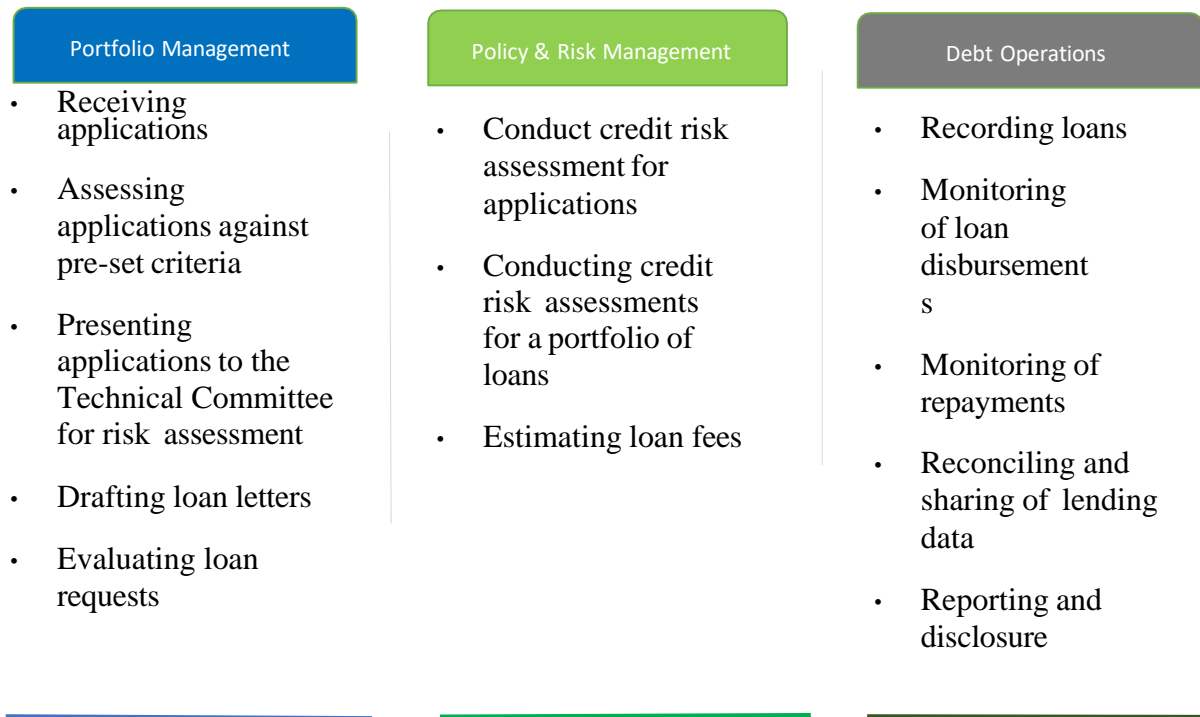 Portfolio Management
• Receiving
applications
• Assessing
applications against
pre-set criteria
• Presenting
applications to the
Technical Committee
for risk assessment
• Drafting loan letters
• Evaluating loan
requests
Policy & Risk Management
• Conduct credit risk
assessment for
applications
• Conducting credit
risk assessments
for a portfolio of
loans
• Estimating loan fees
Debt Operations
• Recording loans
• Monitoring
of loan
disbursement
s
• Monitoring of
repayments
• Reconciling and
sharing of lending
data
• Reporting and
disclosure